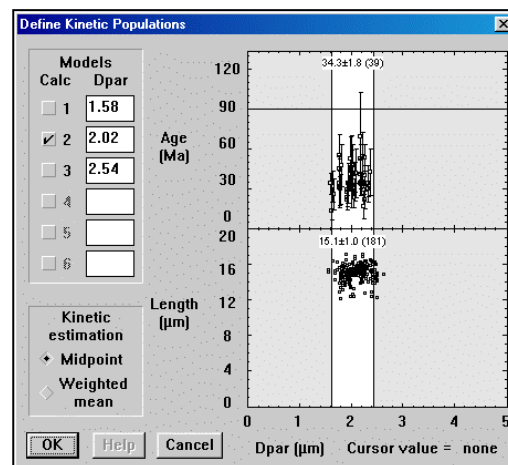 Define Kinetic Populations
Models
Calc Dpar
1 1.58
2 2.02
3 2.54
4
5
6
Kinetic
estimation
Midpoint
Weighted
mean
OK Help Cancel
Age
(Ma)
120
90
60
30
0
34.3±1.8 (39)
Length
(µm)
20
16
12
8
4
0
15.1±1.0 (181)
0 1 2 3 4 5
Dpar (µm) Cursor value = none